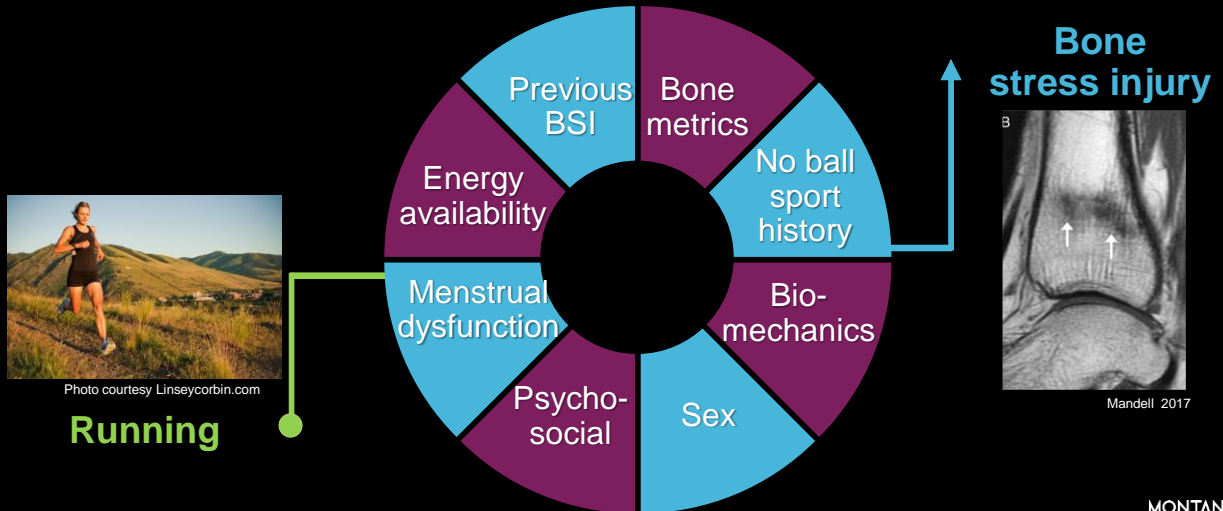 Previous
BSI
Bone
metrics
No ball
sport
history
Bio-
mechanics
Sex
Psycho-
social
Menstrual
dysfunction
Energy
availability
Photo courtesy Linseycorbin.com
Running
Bone
stress injury
B
Mandell 2017
MONTAN